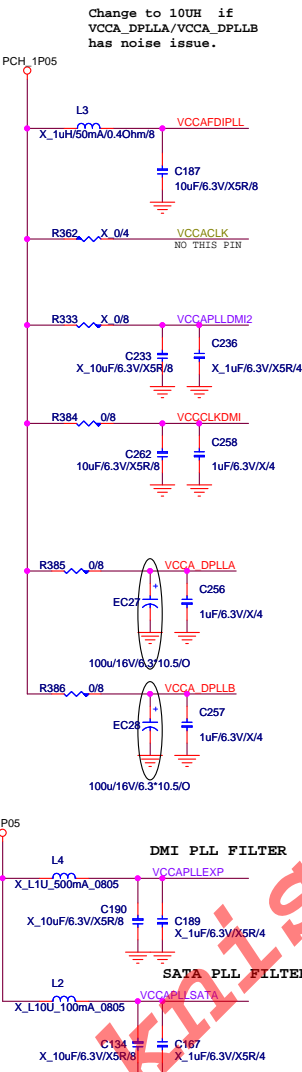 Change to 10UH if
VCCA_DPLLA/VCCA_DPLLB
has noise issue.
PCH_1P05
L3
VCCAFDIPLL
X_1uH/50mA/0.4Ohm/8
C187
10uF/6.3V/X5R/8
R362 X_0/4 VCCACLK
NO THIS PIN
R333 X_0/8 VCCAPLLDMI2
C236
C233
X_10uF/6.3V/X5R/8 X_1uF/6.3V/X5R/4
R384 0/8 VCCCLKDMI
C258
C262
10uF/6.3V/X5R/8 1uF/6.3V/X/4
R385 0/8 VCCA_DPLLA
+
C256
EC27
1uF/6.3V/X/4
100u/16V/6.3*10.5/O
R386 0/8 VCCA_DPLLB
+
C257
EC28
1uF/6.3V/X/4
100u/16V/6.3*10.5/O
P05
DMI PLL FILTER
L4
VCCAPLLEXP
X_L1U_500mA_0805
C190
X_10uF/6.3V/X5R/8 C189
X_1uF/6.3V/X5R/4
SATA PLL FILTER
L2
VCCAPLLSATA
X_L10U_100mA_0805
C134 C167
X_10uF/6.3V/X5R/8 X_1uF/6.3V/X5R/4
knis